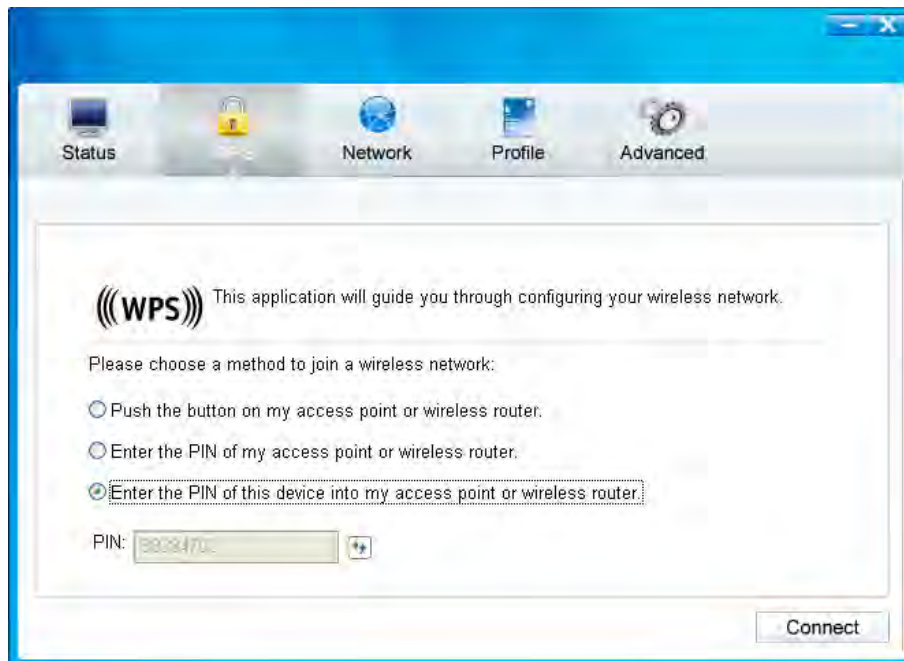 Status
Network
Profile
Advanced
WPS
This application will guide you through configuring your wireless network.
Please choose a method to join a wireless network:
Push the button on my access point or wireless router.
Enter the PIN of my access point or wireless router.
Enter the PIN of this device into my access point or wireless router.
PIN:
Connect